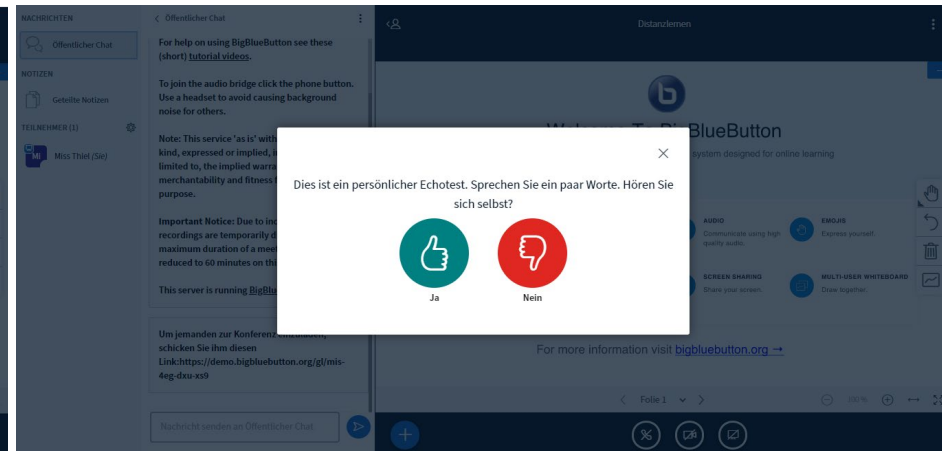 NACHRICHTEN
Öffentlicher Chat
NOTIZEN
Geteilte Notizen
TEILNEHMER (1)
MI Miss Thiel (Sie)
Öffentlicher Chat
For help on using BigBlueButton see these
(short) tutorial videos.
To join the audio bridge click the phone button.
Use a headset to avoid causing background
noise for others.
Note: This service 'as is' with
kind, expressed or implied,
limited to, the implied
merchantability and fitness
purpose.
Important Notice: Due to
recordings are temporarily
maximum duration of a
reduced to 60 minutes on
This server is running
Um jemanden zur Konferenz
schicken Sie ihm diesen
Link:https://demo.bigbluebutton.org/gl/mis-
4eg-dxu-xs9
Nachricht senden an Öffentlicher Chat
Distanzlernen
Welcome To BigBlueButton
system designed for online learning
AUDIO
Communicate using high
quality audio.
EMOJIS
Express yourself.
SCREEN SHARING
Share your screen.
MULTI-USER WHITEBOARD
Draw together.
For more information visit bigbluebutton.org →
Folie 1
100 %
Dies ist ein persönlicher Echotest. Sprechen Sie ein paar Worte. Hören Sie
sich selbst?
Ja
Nein